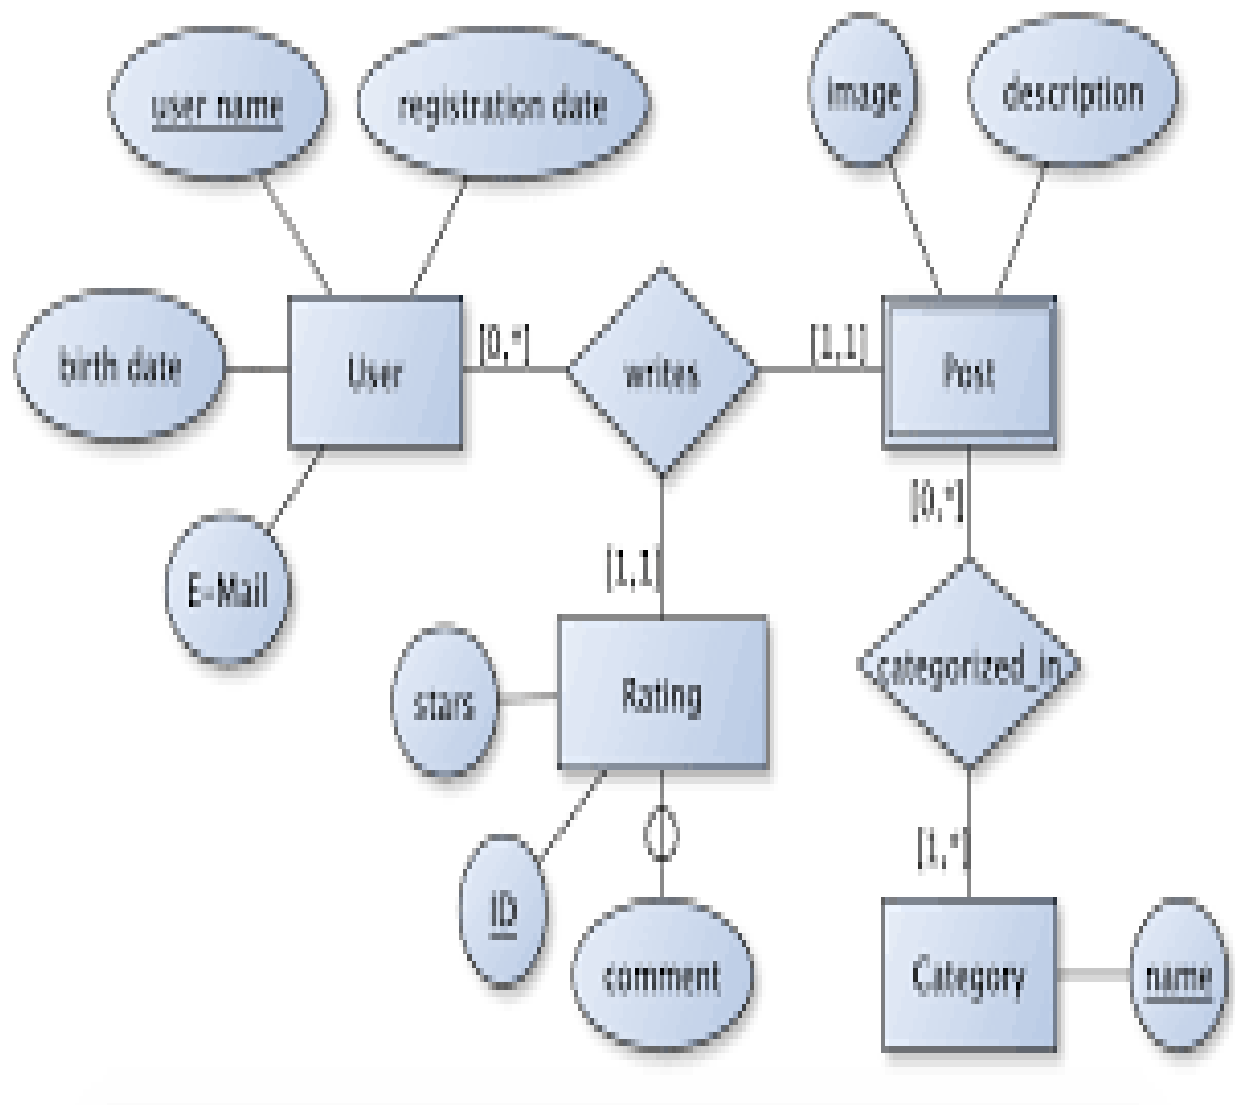 user name
registration date
image
description
birth date
User
[0,*]
writes
[1,1]
Post
[0,*]
E-Mail
[1,1]
stars
Rating
categorized_in
[1,*]
ID
comment
Category
name